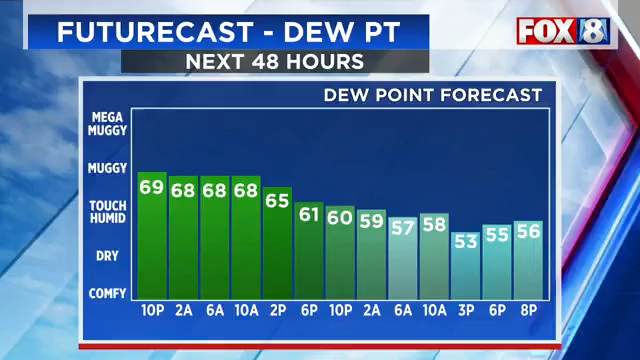 FUTURECAST - DEW PT
FOX 8
NEXT 48 HOURS
DEW POINT FORECAST
MEGA
MUGGY
MUGGY
TOUCH
HUMID
DRY
COMFY
69 68 68 68 65 61 60 59 57 58 53 55 56
10P 2A 6A 10A 2P 6P 10P 2A 6A 10A 3P 6P 8P